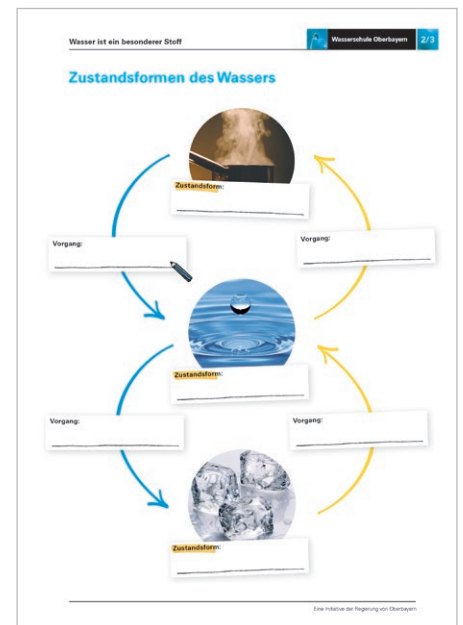 Wasser ist ein besonderer Stoff
Wasserschule Oberbayern 2/3
Zustandsformen des Wassers
Zustandsform:
Vorgang:
Vorgang:
Zustandsform:
Vorgang:
Vorgang:
Zustandsform:
Eine Initiative der Regierung von Oberbayern